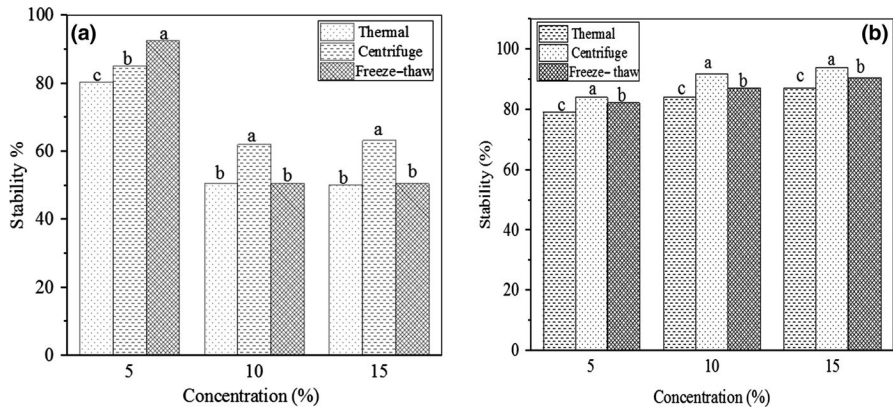 (a)
Thermal
Centrifuge
Freeze-thaw
100
80
60
40
20
0
Stability %
c b a
b a b
b a b
5 10 15
Concentration (%)
(b)
Thermal
Centrifuge
Freeze- thaw
100
80
60
40
20
0
Stability (%)
c a b
c a b
c a b
5 10 15
Concentration (%)